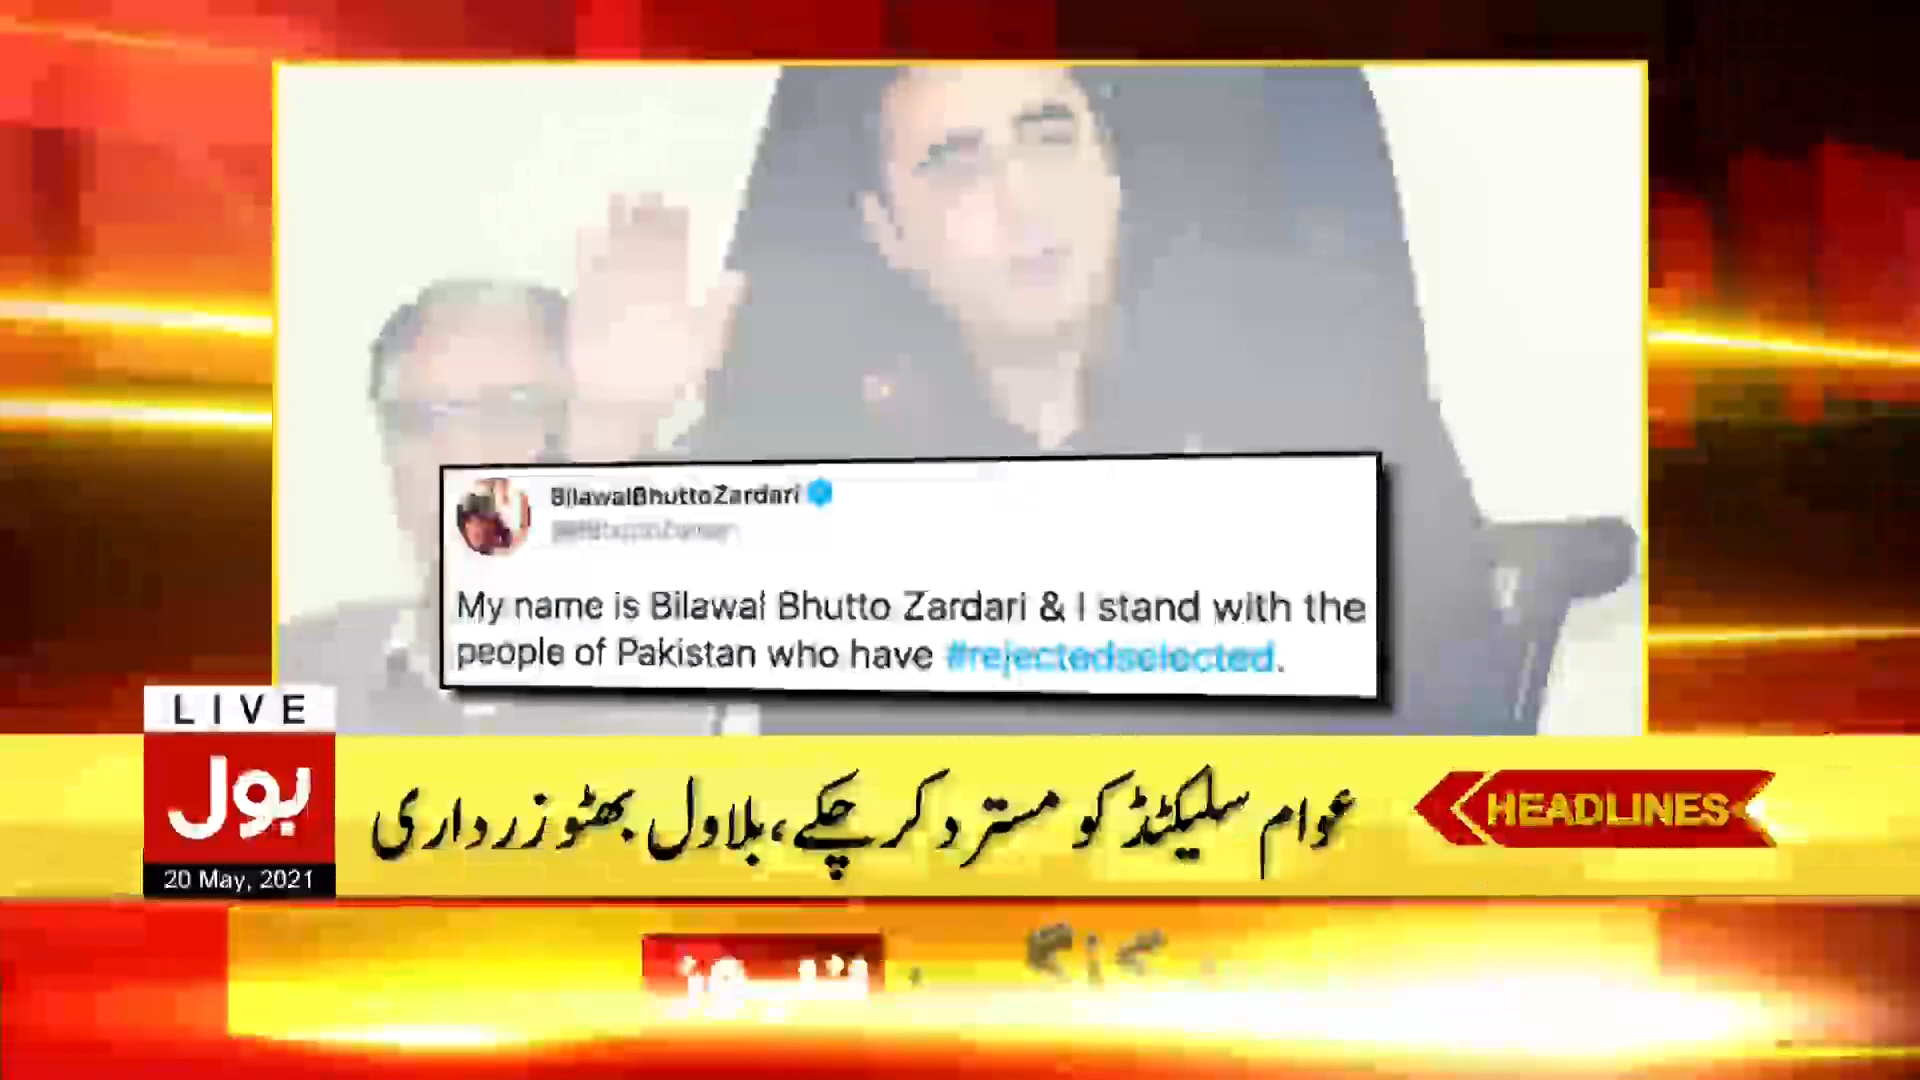 BilawalBhuttoZardari
My name is Bilawal Bhutto Zardari & I stand with the
people of Pakistan who have #rejectedselected.
LIVE
بول
20 May, 2021
عوام سلیکٹڈ کو مسترد کر چکے، بلاول بھٹو زرداری
HEADLINES